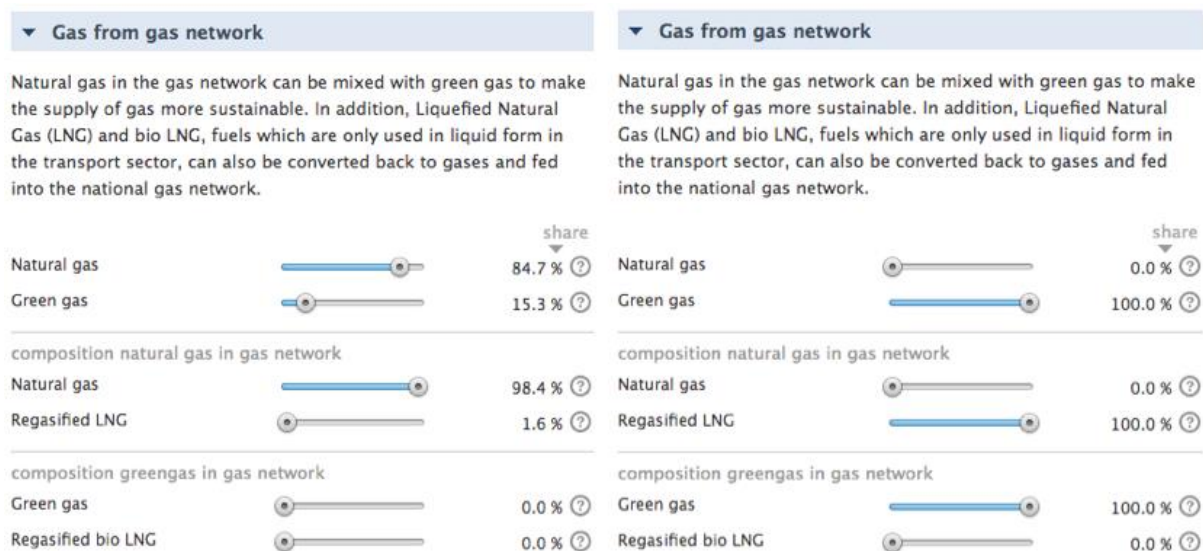 Gas from gas network
Natural gas in the gas network can be mixed with green gas to make
the supply of gas more sustainable. In addition, Liquefied Natural
Gas (LNG) and bio LNG, fuels which are only used in liquid form in
the transport sector, can also be converted back to gases and fed
into the national gas network.
share
Natural gas 84.7 % ?
Green gas 15.3 % ?
composition natural gas in gas network
Natural gas 98.4 % ?
Regasified LNG 1.6 % ?
composition greengas in gas network
Green gas 0.0 % ?
Regasified bio LNG 0.0 % ?
Gas from gas network
Natural gas in the gas network can be mixed with green gas to make
the supply of gas more sustainable. In addition, Liquefied Natural
Gas (LNG) and bio LNG, fuels which are only used in liquid form in
the transport sector, can also be converted back to gases and fed
into the national gas network.
share
Natural gas 0.0 % ?
Green gas 100.0 % ?
composition natural gas in gas network
Natural gas 0.0 % ?
Regasified LNG 100.0 % ?
composition greengas in gas network
Green gas 100.0 % ?
Regasified bio LNG 0.0 % ?